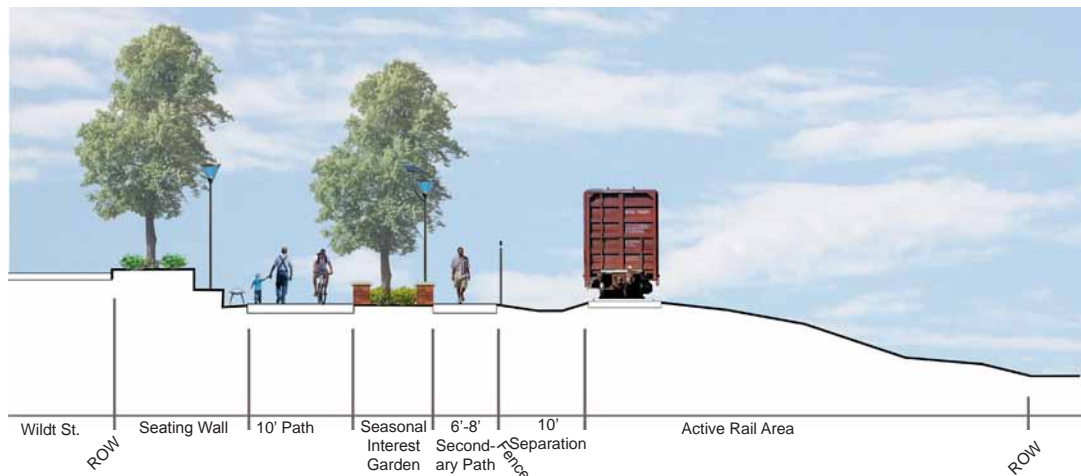 Wildt St.
ROW
Seating Wall
10' Path
Seasonal
Interest
Garden
6'-8'
Second-
ary Path
Fence
10'
Separation
Active Rail Area
ROW